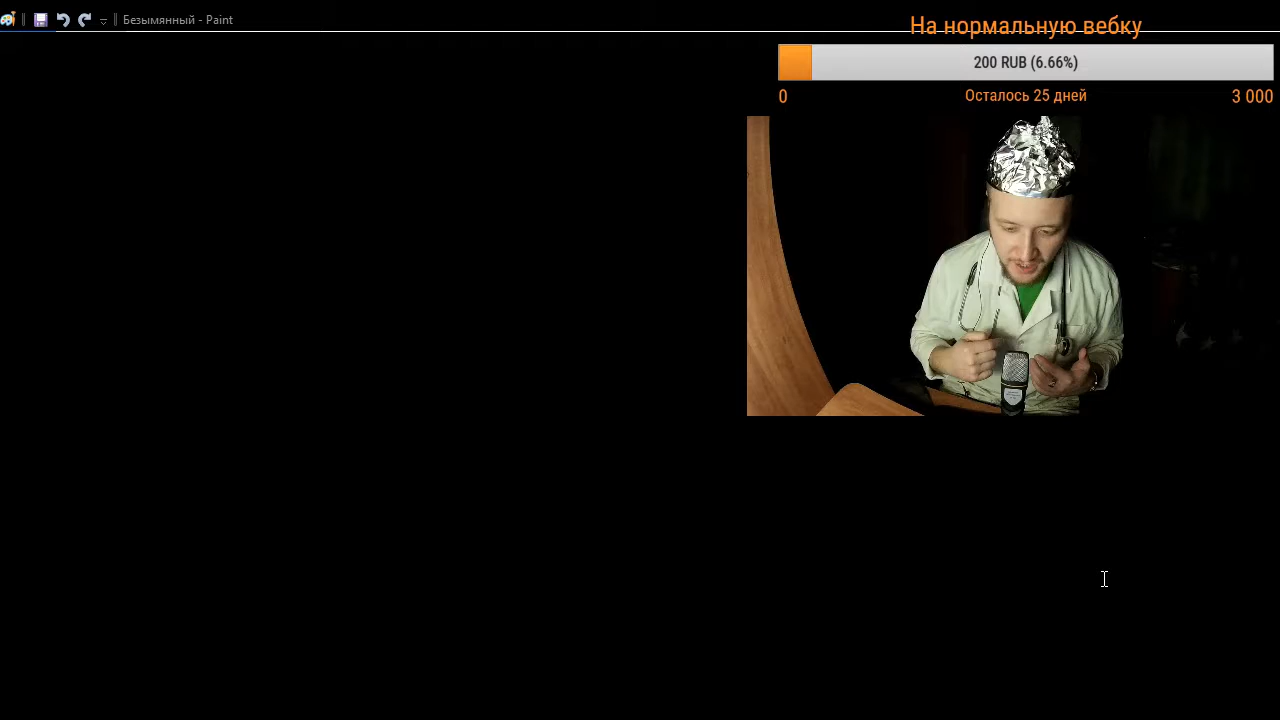 Безымянный - Paint
На нормальную вебку
200 RUB (6.66%)
0 Осталось 25 дней 3 000